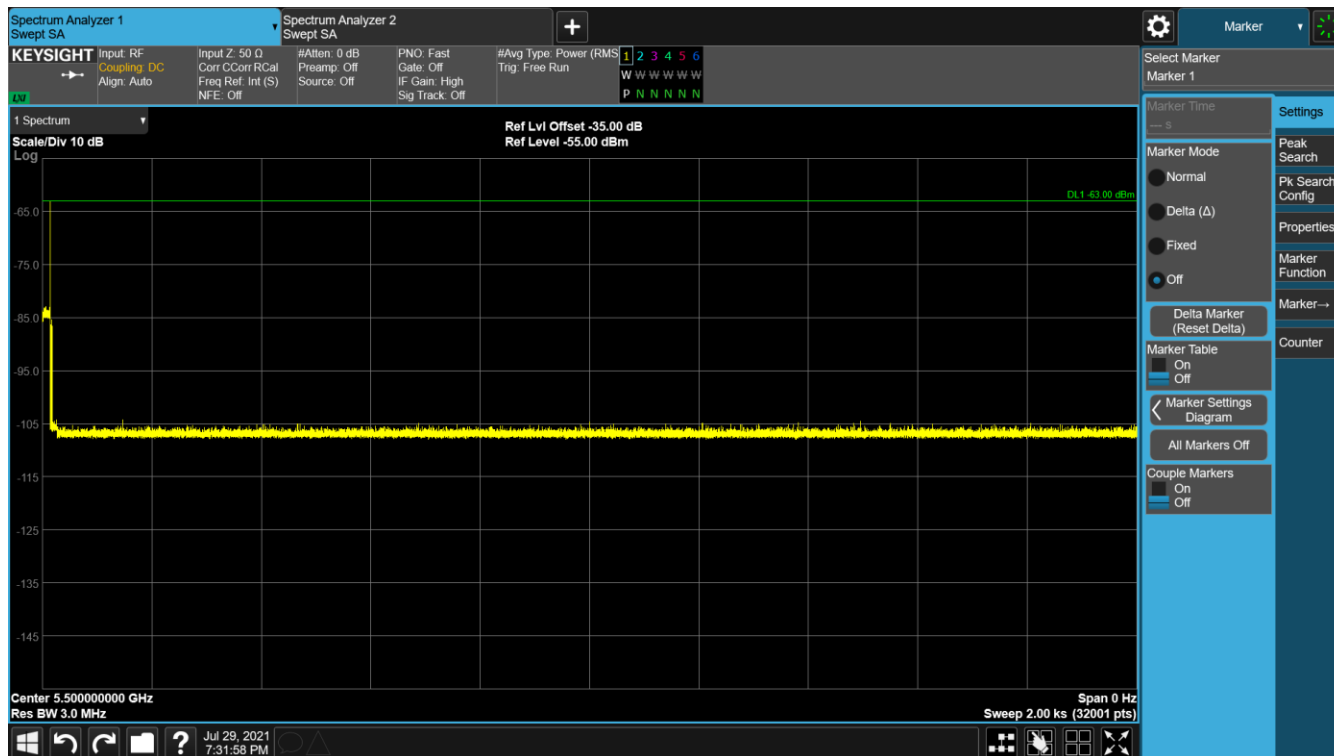 Spectrum Analyzer 1
Swept SA
Spectrum Analyzer 2
Swept SA
Marker
KEYSIGHT
Input: RF
Coupling: DC
Align: Auto
Input Z: 50 Ω
Corr CCorr RCal
Freq Ref: Int (S)
NFE: Off
#Atten: 0 dB
Preamp: Off
Source: Off
PNO: Fast
Gate: Off
IF Gain: High
Sig Track: Off
#Avg Type: Power (RMS
Trig: Free Run
1 2 3 4 5 6
W W W W W W
P N N N N N
LXI
Select Marker
Marker 1
1 Spectrum
Scale/Div 10 dB
Log
Ref Lvl Offset -35.00 dB
Ref Level -55.00 dBm
DL1 -63.00 dBm
-65.0
-75.0
-85.0
-95.0
-105
-115
-125
-135
-145
Center 5.500000000 GHz
Res BW 3.0 MHz
Span 0 Hz
Sweep 2.00 ks (32001 pts)
Marker Time
--- s
Marker Mode
Normal
Delta (Δ)
Fixed
Off
Delta Marker
(Reset Delta)
Marker Table
On
Off
Marker Settings
Diagram
All Markers Off
Couple Markers
On
Off
Settings
Peak
Search
Pk Search
Config
Properties
Marker
Function
Marker→
Counter
?
Jul 29, 2021
7:31:58 PM